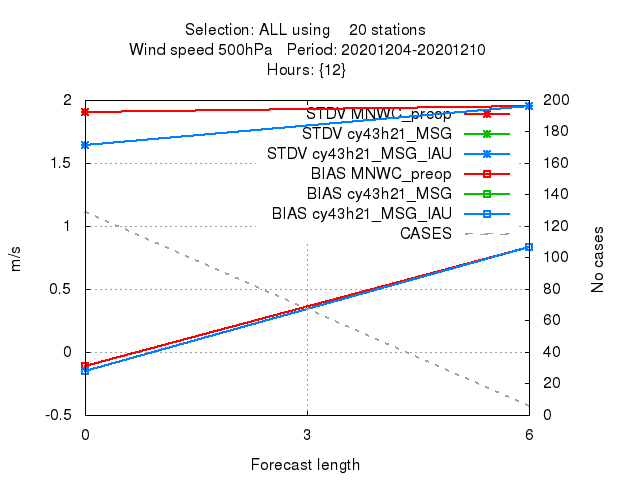 Selection: ALL using    20 stations
Wind speed 500hPa   Period: 20201204-20201210
Hours: {12}
2
1.5
1
0.5
0
-0.5
m/s
200
180
160
140
120
100
80
60
40
20
0
No cases
STDV MNWC_preop
STDV cy43h21_MSG
STDV cy43h21_MSG_IAU
BIAS MNWC_preop
BIAS cy43h21_MSG
BIAS cy43h21_MSG_IAU
CASES
0 3 6
Forecast length